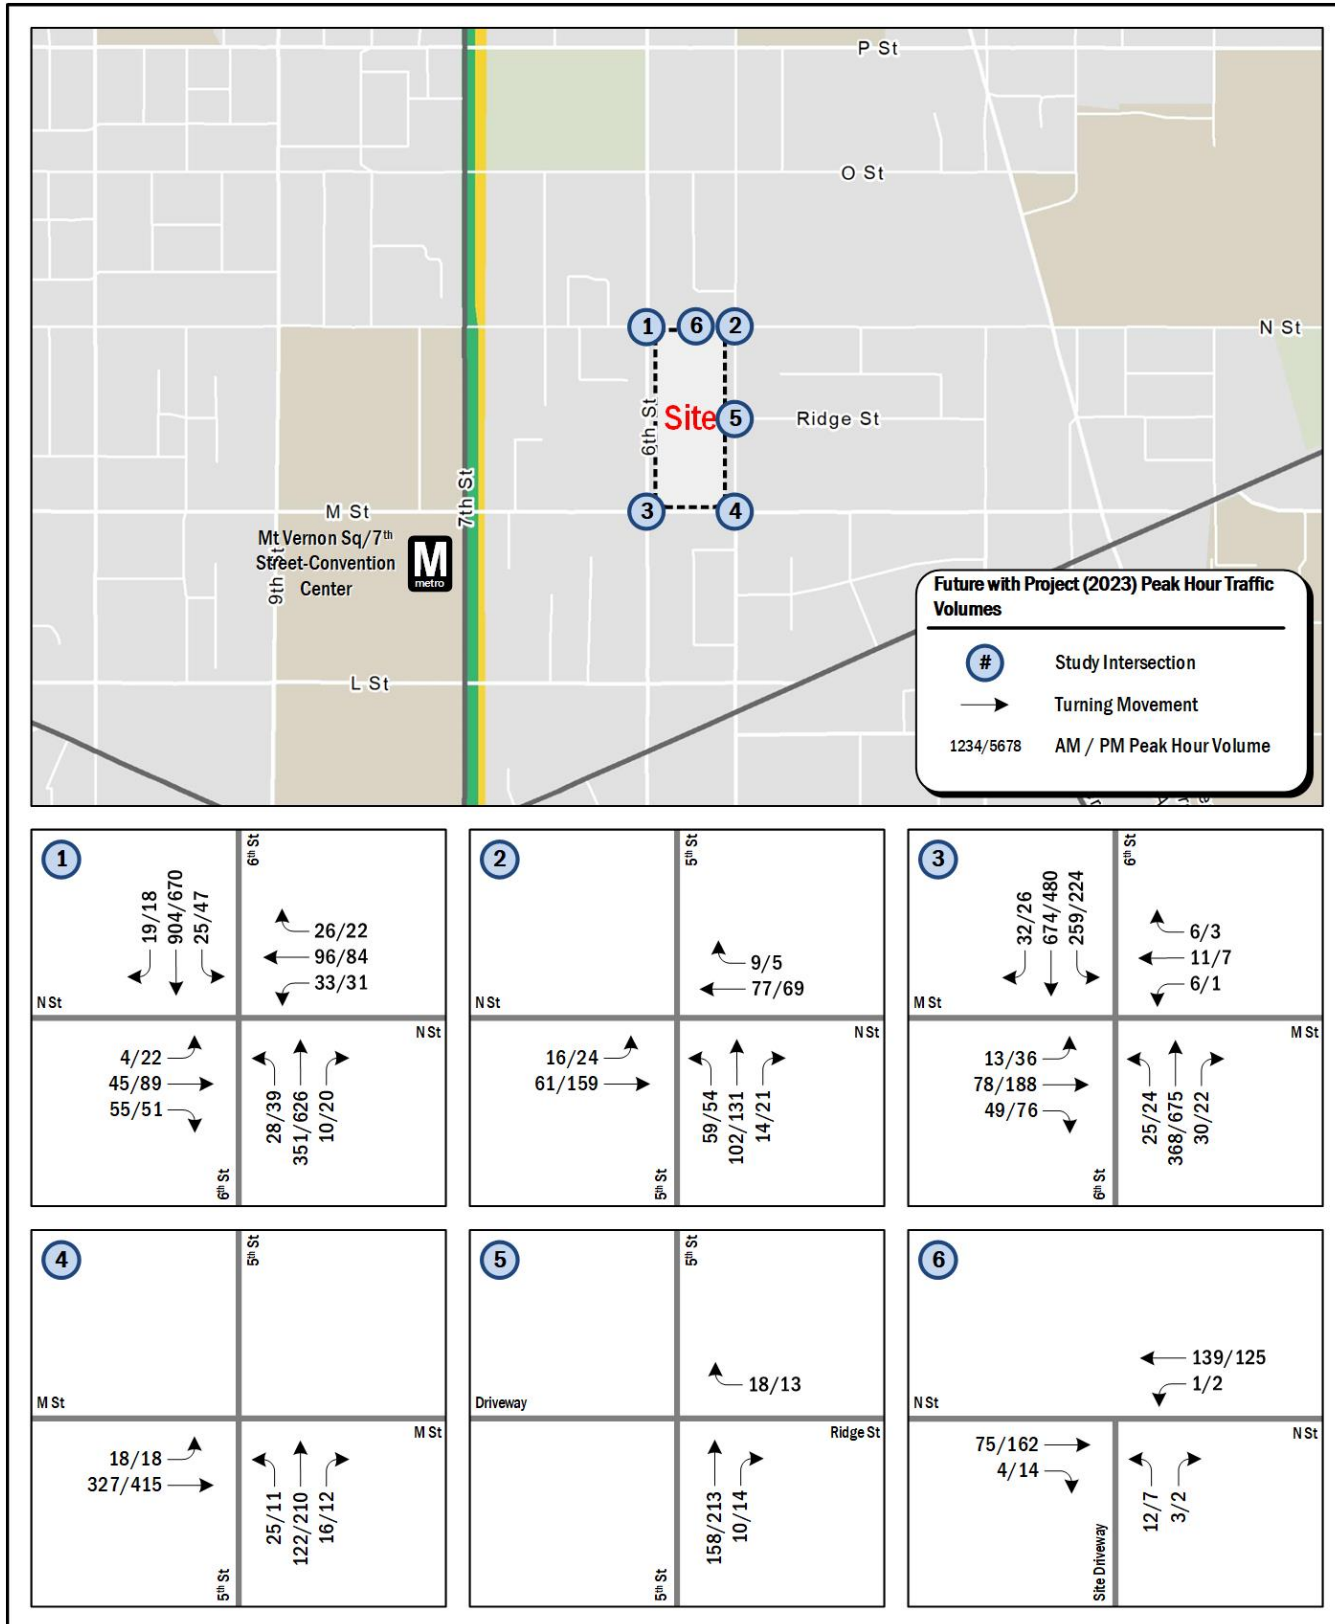 P St
O St
1
6
2
N St
6th St
Site
5
Ridge St
7th St
M St
3
4
Mt Vernon Sq/7th
Street-Convention
Center
9th St
M
metro
L St
Future with Project (2023) Peak Hour Traffic
Volumes
# Study Intersection
Turning Movement
1234/5678 AM / PM Peak Hour Volume
1
6th St
19/18
904/670
25/47
26/22
96/84
33/31
N St
N St
4/22
45/89
55/51
28/39
351/626
10/20
6th St
2
5th St
9/5
77/69
N St
N St
16/24
61/159
59/54
102/131
14/21
5th St
3
6th St
32/26
674/480
259/224
6/3
11/7
6/1
M St
M St
13/36
78/188
49/76
25/24
368/675
30/22
6th St
4
5th St
M St
M St
18/18
327/415
25/11
122/210
16/12
5th St
5
5th St
18/13
Driveway
Ridge St
158/213
10/14
5th St
6
139/125
1/2
N St
N St
75/162
4/14
12/7
3/2
Site Driveway